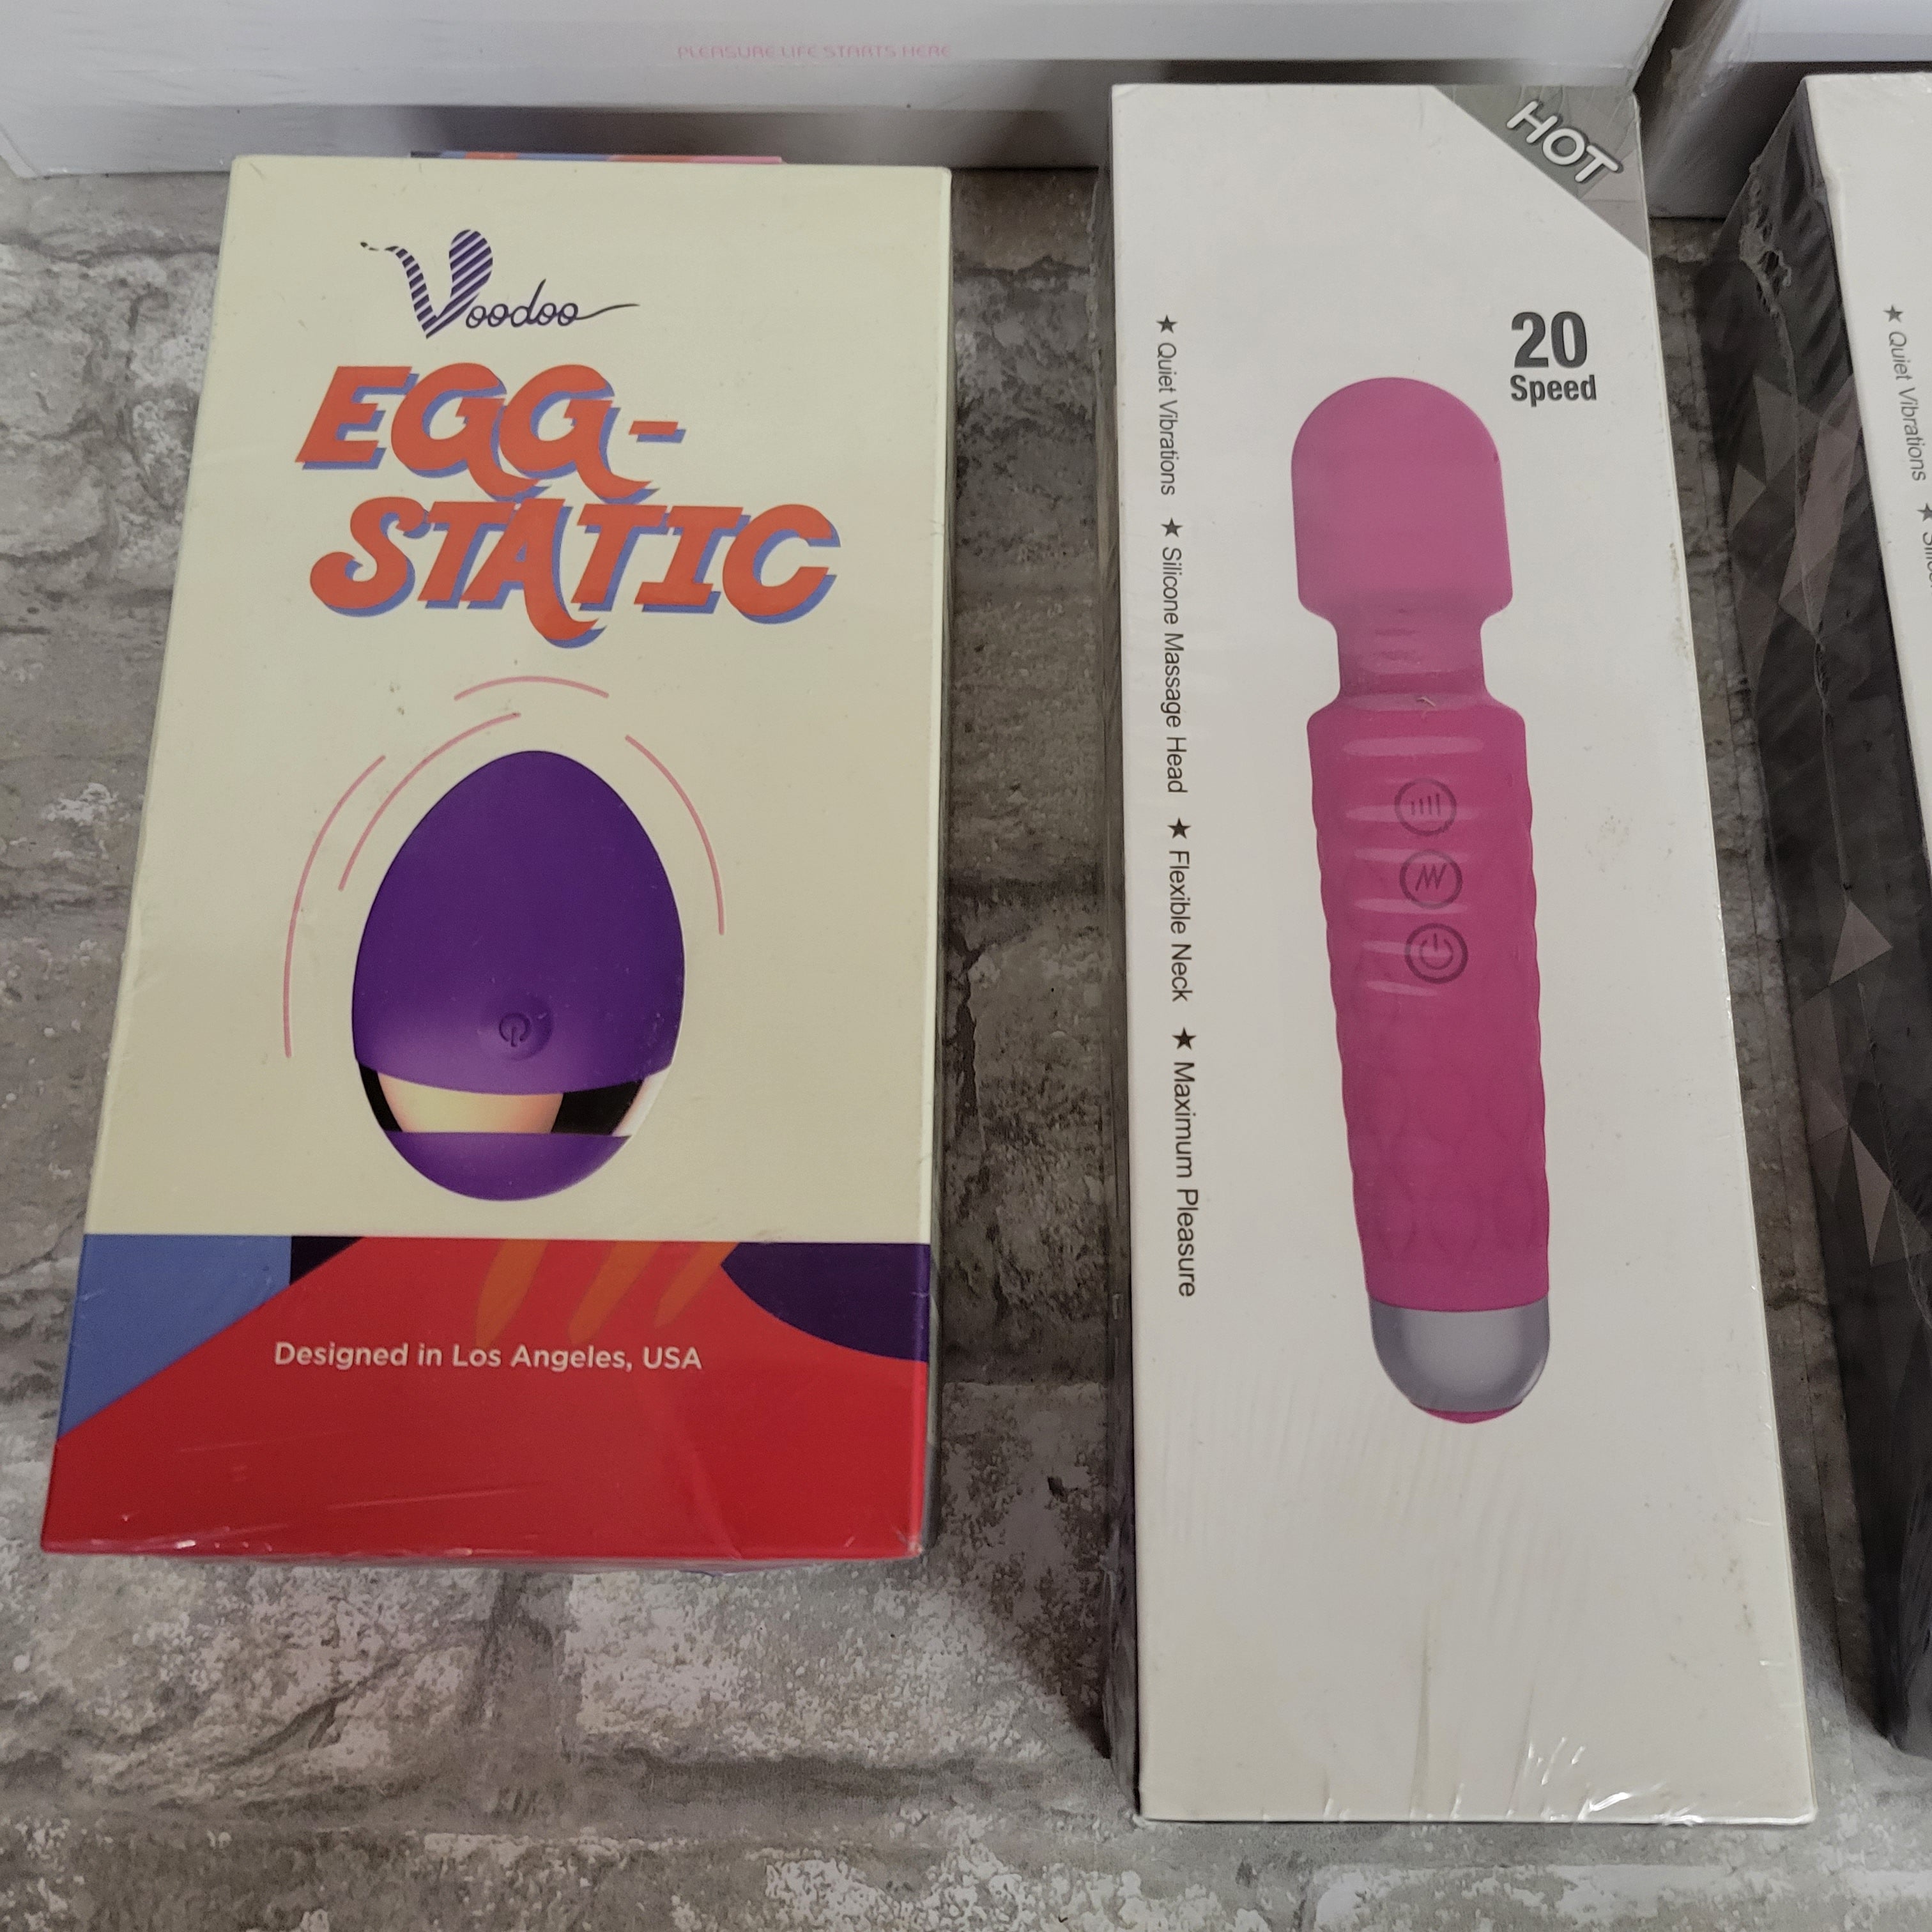 PLEASURE LIFE STARTS HERE
Voodoo
EGG-
STATIC
Designed in Los Angeles, USA
HOT
20
Speed
★ Quiet Vibrations ★ Silicone Massage Head ★ Flexible Neck ★ Maximum Pleasure
★ Quiet Vibrations ★